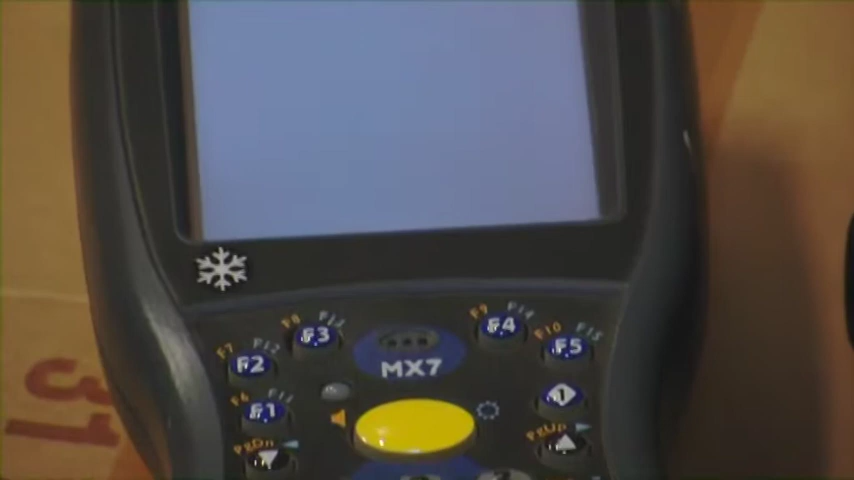 F9 F14
F8 F13
F4
F10 F15
F3
F7 F12
F5
F2
MX7
F6 F11
1
F1
PgUp
PgDn
31